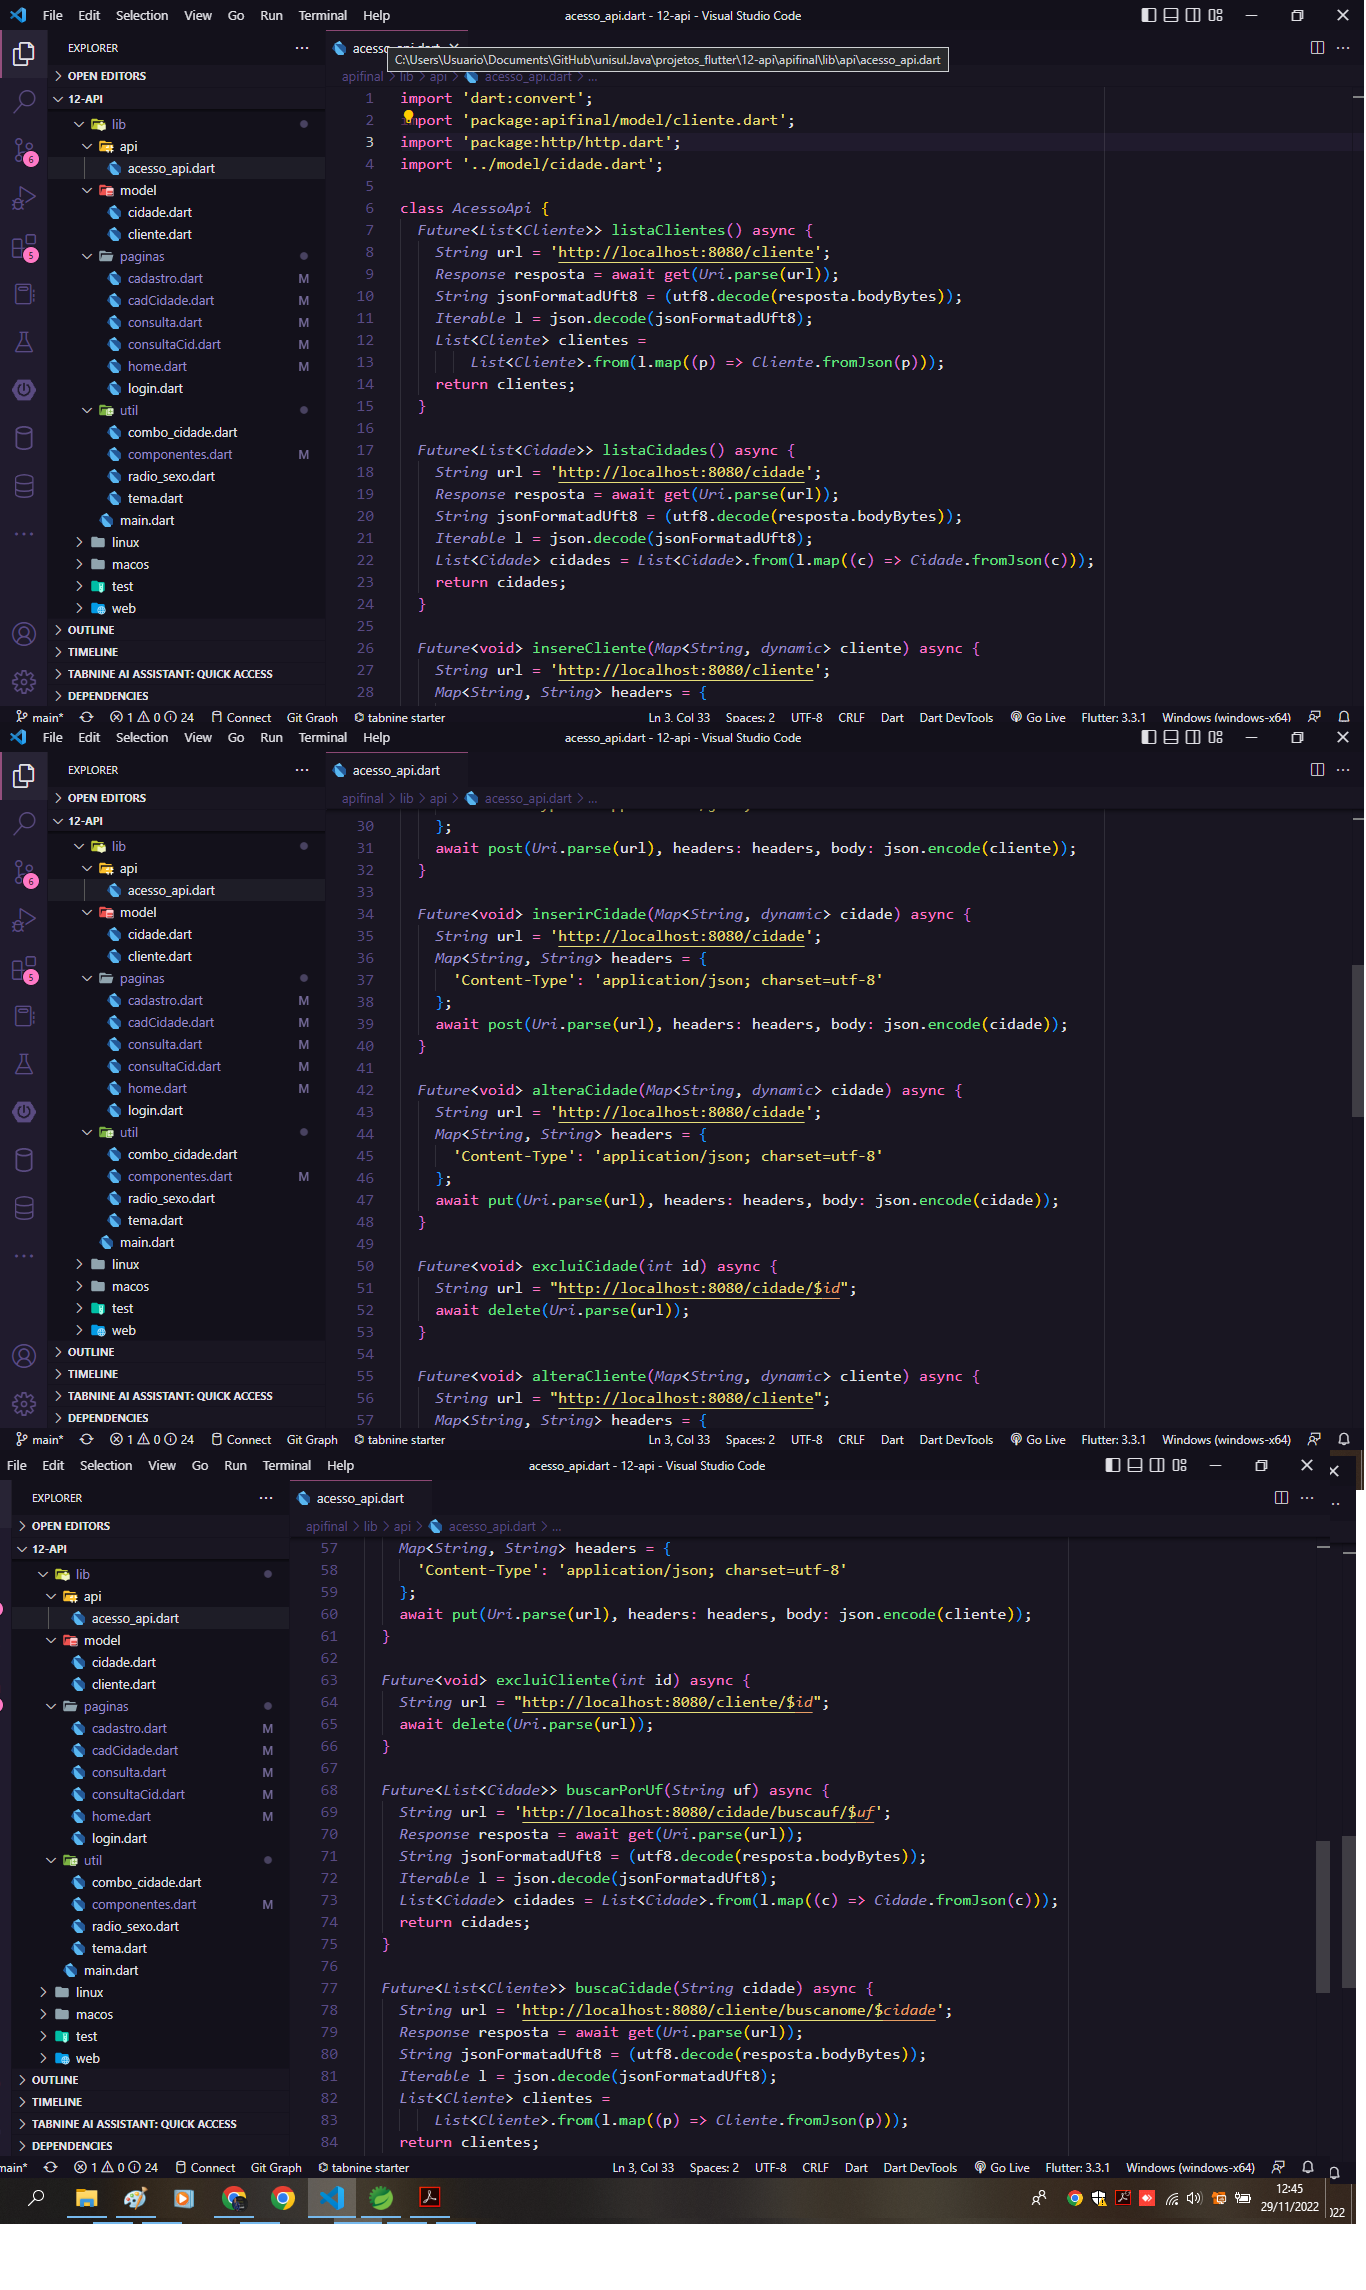 File Edit Selection View Go Run Terminal Help
acesso_api.dart - 12-api - Visual Studio Code
EXPLORER
acesso_api.dart
C:\Users\Usuario\Documents\GitHub\unisulJava\projetos_flutter\12-api\apifinal\lib\api\acesso_api.dart
OPEN EDITORS
apifinal > lib > api > acesso_api.dart > ...
12-API
lib
api
acesso_api.dart
model
cidade.dart
cliente.dart
paginas
cadastro.dart M
cadCidade.dart M
consulta.dart M
consultaCid.dart M
home.dart M
login.dart
util
combo_cidade.dart
componentes.dart M
radio_sexo.dart
tema.dart
main.dart
linux
macos
test
web
OUTLINE
TIMELINE
TABNINE AI ASSISTANT: QUICK ACCESS
DEPENDENCIES
6
5
1 import 'dart:convert';
2 import 'package:apifinal/model/cliente.dart';
3 import 'package:http/http.dart';
4 import '../model/cidade.dart';
5
6 class AcessoApi {
7 Future<List<Cliente>> listaClientes() async {
8 String url = 'http://localhost:8080/cliente';
9 Response resposta = await get(Uri.parse(url));
10 String jsonFormatadUft8 = (utf8.decode(resposta.bodyBytes));
11 Iterable l = json.decode(jsonFormatadUft8);
12 List<Cliente> clientes =
13 List<Cliente>.from(l.map((p) => Cliente.fromJson(p)));
14 return clientes;
15 }
16
17 Future<List<Cidade>> listaCidades() async {
18 String url = 'http://localhost:8080/cidade';
19 Response resposta = await get(Uri.parse(url));
20 String jsonFormatadUft8 = (utf8.decode(resposta.bodyBytes));
21 Iterable l = json.decode(jsonFormatadUft8);
22 List<Cidade> cidades = List<Cidade>.from(l.map((c) => Cidade.fromJson(c)));
23 return cidades;
24 }
25
26 Future<void> insereCliente(Map<String, dynamic> cliente) async {
27 String url = 'http://localhost:8080/cliente';
28 Map<String, String> headers = {
main* 1 0 24 Connect Git Graph tabnine starter Ln 3, Col 33 Spaces: 2 UTF-8 CRLF Dart Dart DevTools Go Live Flutter: 3.3.1 Windows (windows-x64)
File Edit Selection View Go Run Terminal Help
acesso_api.dart - 12-api - Visual Studio Code
EXPLORER
acesso_api.dart
OPEN EDITORS
apifinal > lib > api > acesso_api.dart > ...
12-API
lib
api
acesso_api.dart
model
cidade.dart
cliente.dart
paginas
cadastro.dart M
cadCidade.dart M
consulta.dart M
consultaCid.dart M
home.dart M
login.dart
util
combo_cidade.dart
componentes.dart M
radio_sexo.dart
tema.dart
main.dart
linux
macos
test
web
OUTLINE
TIMELINE
TABNINE AI ASSISTANT: QUICK ACCESS
DEPENDENCIES
6
5
30 };
31 await post(Uri.parse(url), headers: headers, body: json.encode(cliente));
32 }
33
34 Future<void> inserirCidade(Map<String, dynamic> cidade) async {
35 String url = 'http://localhost:8080/cidade';
36 Map<String, String> headers = {
37 'Content-Type': 'application/json; charset=utf-8'
38 };
39 await post(Uri.parse(url), headers: headers, body: json.encode(cidade));
40 }
41
42 Future<void> alteraCidade(Map<String, dynamic> cidade) async {
43 String url = 'http://localhost:8080/cidade';
44 Map<String, String> headers = {
45 'Content-Type': 'application/json; charset=utf-8'
46 };
47 await put(Uri.parse(url), headers: headers, body: json.encode(cidade));
48 }
49
50 Future<void> excluiCidade(int id) async {
51 String url = "http://localhost:8080/cidade/$id";
52 await delete(Uri.parse(url));
53 }
54
55 Future<void> alteraCliente(Map<String, dynamic> cliente) async {
56 String url = "http://localhost:8080/cliente";
57 Map<String, String> headers = {
main* 1 0 24 Connect Git Graph tabnine starter Ln 3, Col 33 Spaces: 2 UTF-8 CRLF Dart Dart DevTools Go Live Flutter: 3.3.1 Windows (windows-x64)
File Edit Selection View Go Run Terminal Help
acesso_api.dart - 12-api - Visual Studio Code
EXPLORER
acesso_api.dart
OPEN EDITORS
apifinal > lib > api > acesso_api.dart > ...
12-API
lib
api
acesso_api.dart
model
cidade.dart
cliente.dart
paginas
cadastro.dart M
cadCidade.dart M
consulta.dart M
consultaCid.dart M
home.dart M
login.dart
util
combo_cidade.dart
componentes.dart M
radio_sexo.dart
tema.dart
main.dart
linux
macos
test
web
OUTLINE
TIMELINE
TABNINE AI ASSISTANT: QUICK ACCESS
DEPENDENCIES
57 Map<String, String> headers = {
58 'Content-Type': 'application/json; charset=utf-8'
59 };
60 await put(Uri.parse(url), headers: headers, body: json.encode(cliente));
61 }
62
63 Future<void> excluiCliente(int id) async {
64 String url = "http://localhost:8080/cliente/$id";
65 await delete(Uri.parse(url));
66 }
67
68 Future<List<Cidade>> buscarPorUf(String uf) async {
69 String url = 'http://localhost:8080/cidade/buscauf/$uf';
70 Response resposta = await get(Uri.parse(url));
71 String jsonFormatadUft8 = (utf8.decode(resposta.bodyBytes));
72 Iterable l = json.decode(jsonFormatadUft8);
73 List<Cidade> cidades = List<Cidade>.from(l.map((c) => Cidade.fromJson(c)));
74 return cidades;
75 }
76
77 Future<List<Cliente>> buscaCidade(String cidade) async {
78 String url = 'http://localhost:8080/cliente/buscanome/$cidade';
79 Response resposta = await get(Uri.parse(url));
80 String jsonFormatadUft8 = (utf8.decode(resposta.bodyBytes));
81 Iterable l = json.decode(jsonFormatadUft8);
82 List<Cliente> clientes =
83 List<Cliente>.from(l.map((p) => Cliente.fromJson(p)));
84 return clientes;
main* 1 0 24 Connect Git Graph tabnine starter Ln 3, Col 33 Spaces: 2 UTF-8 CRLF Dart Dart DevTools Go Live Flutter: 3.3.1 Windows (windows-x64)
12:45
29/11/2022
022